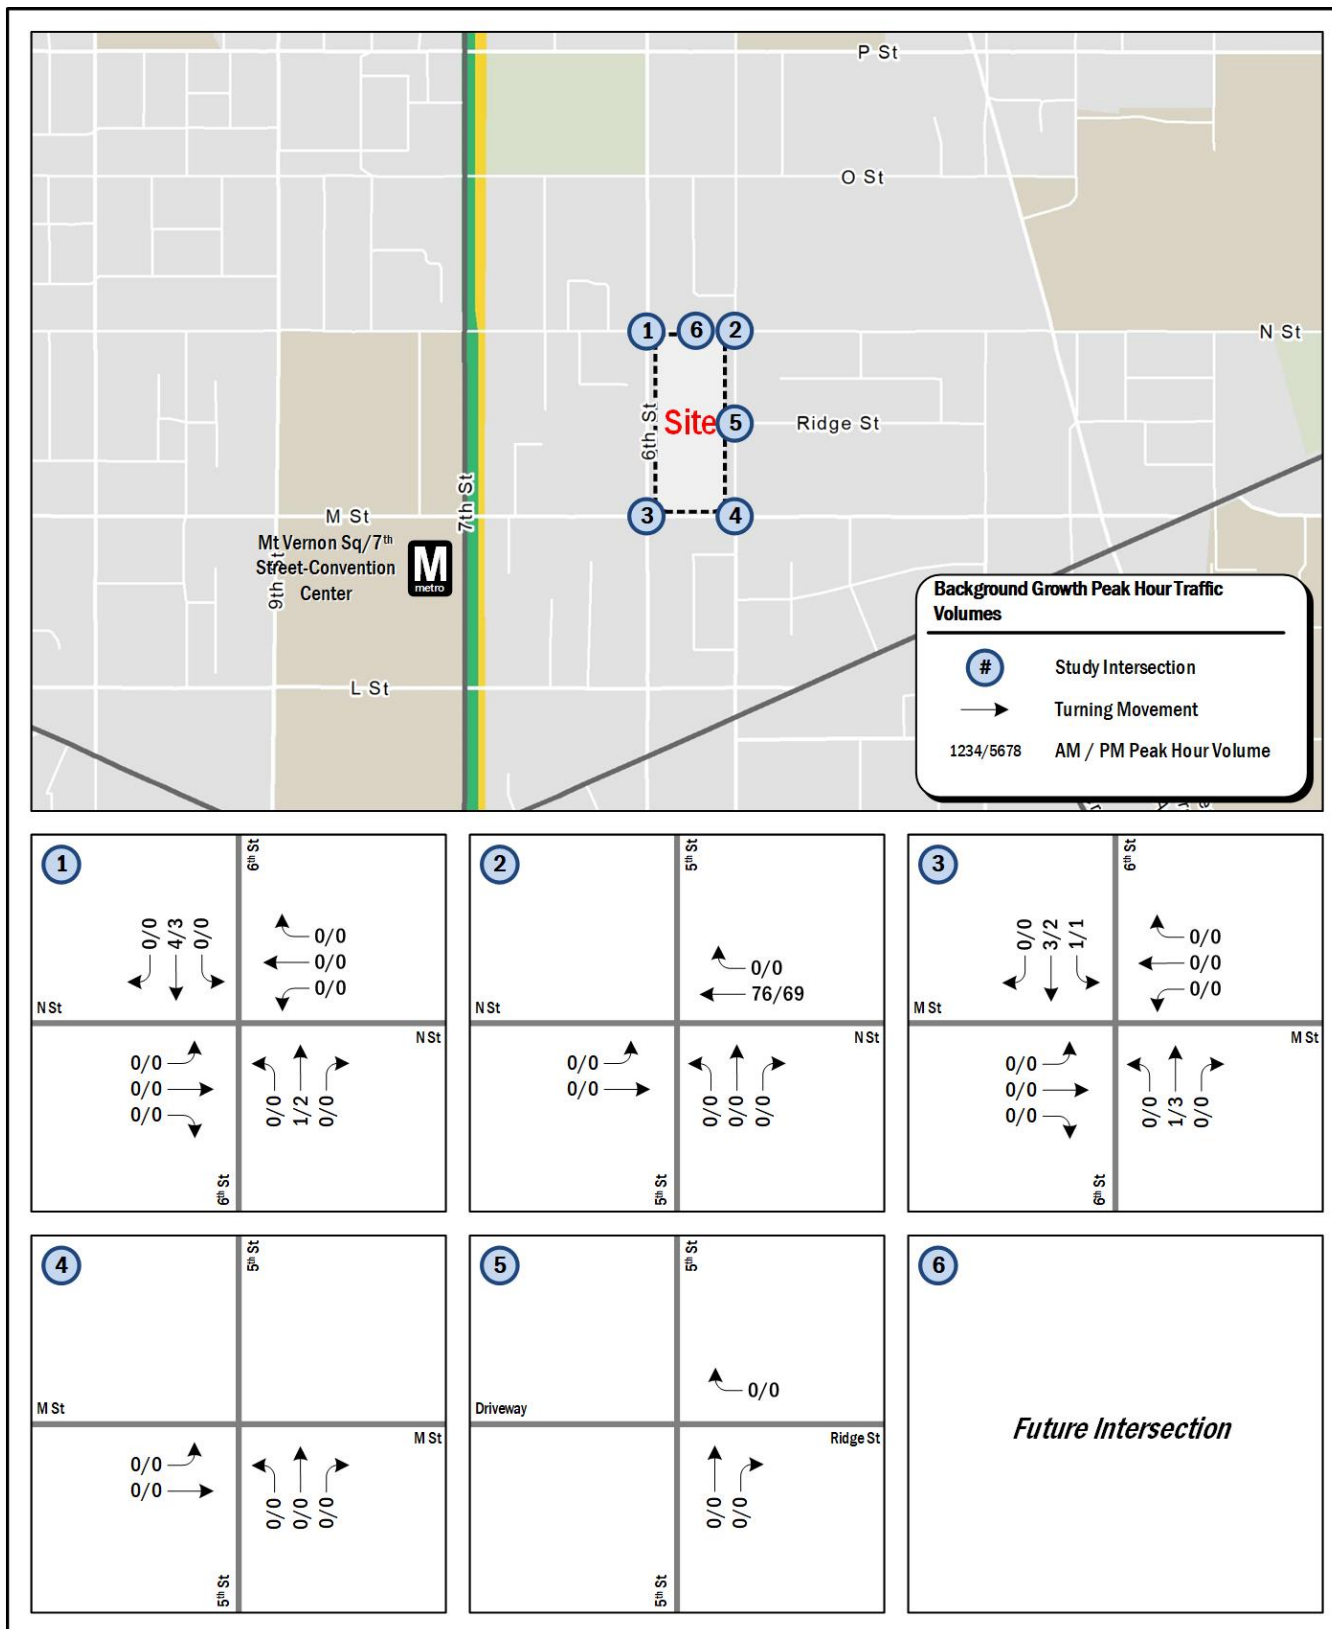 P St
O St
N St
1
6
2
6th St
Site
5
Ridge St
7th St
M St
3
4
Mt Vernon Sq/7th
Street-Convention
Center
9th St
M
metro
L St
Background Growth Peak Hour Traffic
Volumes
# Study Intersection
Turning Movement
1234/5678 AM / PM Peak Hour Volume
1
6th St
0/0 4/3 0/0
0/0
0/0
0/0
N St
N St
0/0
0/0
0/0
0/0 1/2 0/0
6th St
2
5th St
0/0
76/69
N St
N St
0/0
0/0
0/0 0/0 0/0
5th St
3
6th St
0/0 3/2 1/1
0/0
0/0
0/0
M St
M St
0/0
0/0
0/0
0/0 1/3 0/0
6th St
4
5th St
M St
M St
0/0
0/0
0/0 0/0 0/0
5th St
5
5th St
0/0
Driveway
Ridge St
0/0 0/0
5th St
6
Future Intersection